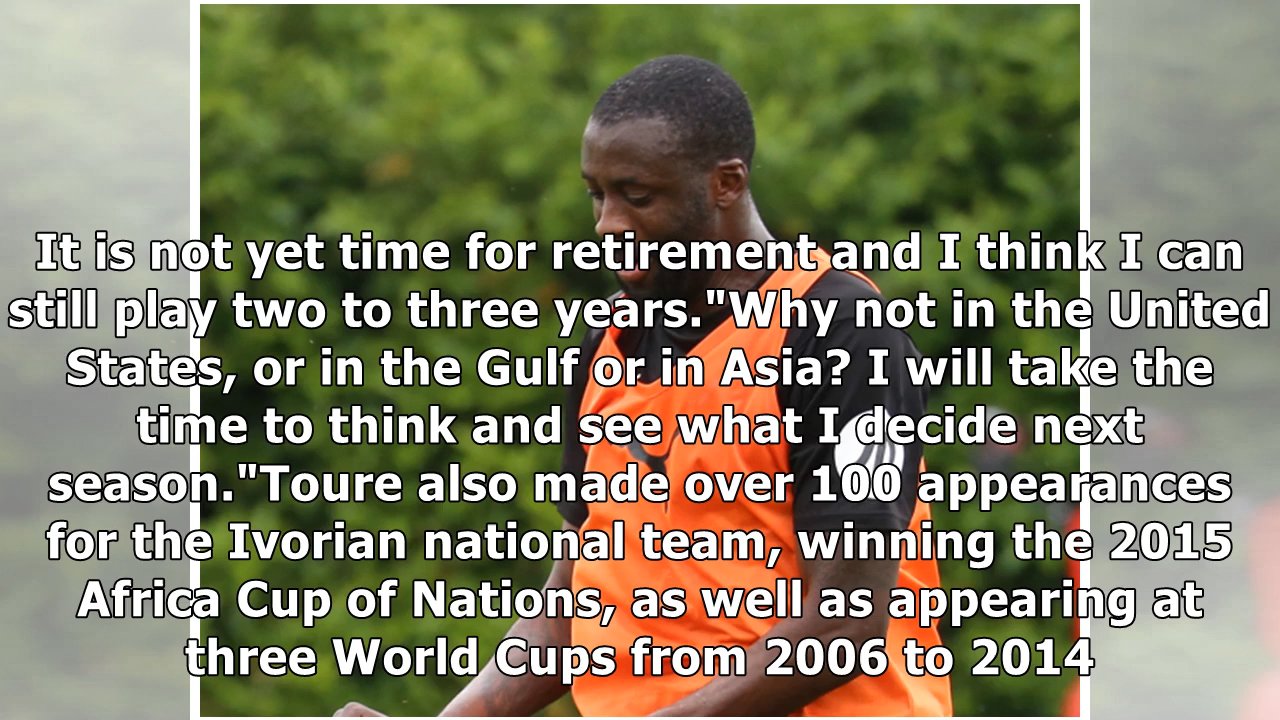 It is not yet time for retirement and I think I can
still play two to three years."Why not in the United
States, or in the Gulf or in Asia? I will take the
time to think and see what I decide next
season."Toure also made over 100 appearances
for the Ivorian national team, winning the 2015
Africa Cup of Nations, as well as appearing at
three World Cups from 2006 to 2014